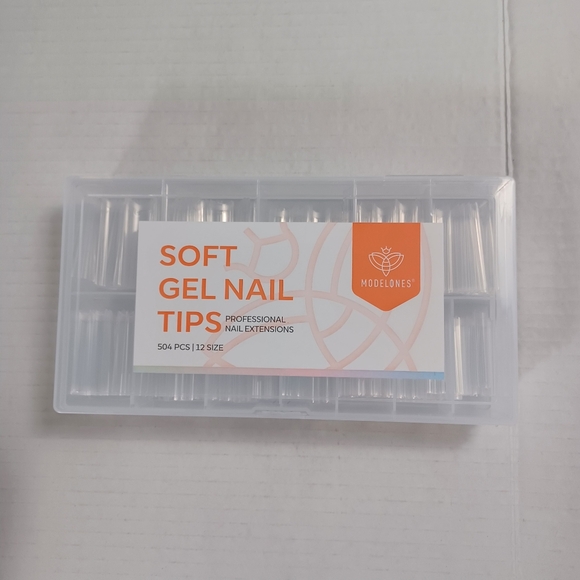 SOFT
GEL NAIL
TIPS
PROFESSIONAL
NAIL EXTENSIONS
504 PCS | 12 SIZE
MODELONES